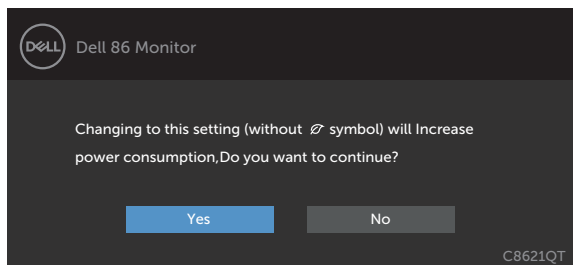 DELL Dell 86 Monitor
Changing to this setting (without symbol) will Increase
power consumption,Do you want to continue?
Yes No
C8621QT